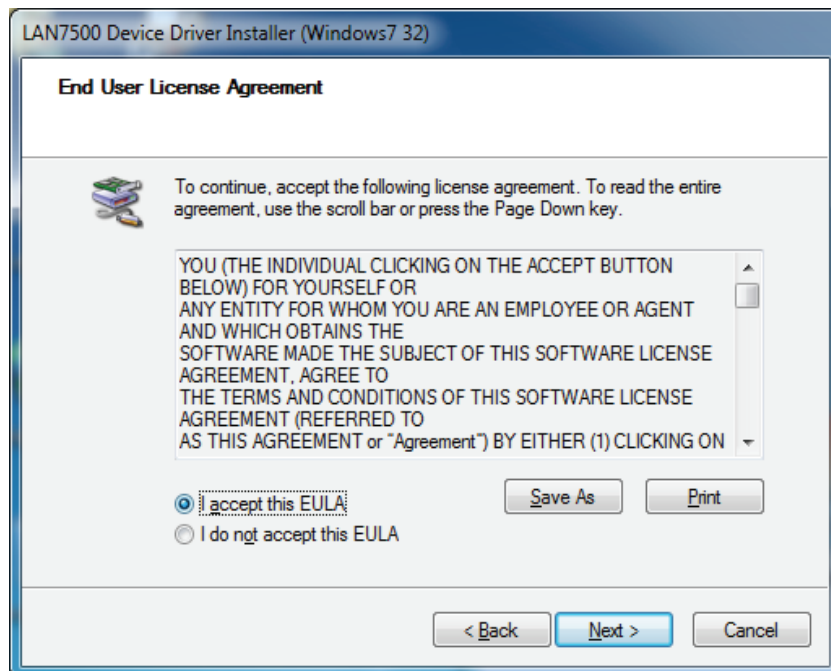 LAN7500 Device Driver Installer (Windows7 32)
End User License Agreement
To continue, accept the following license agreement. To read the entire
agreement, use the scroll bar or press the Page Down key.
YOU (THE INDIVIDUAL CLICKING ON THE ACCEPT BUTTON
BELOW) FOR YOURSELF OR
ANY ENTITY FOR WHOM YOU ARE AN EMPLOYEE OR AGENT
AND WHICH OBTAINS THE
SOFTWARE MADE THE SUBJECT OF THIS SOFTWARE LICENSE
AGREEMENT, AGREE TO
THE TERMS AND CONDITIONS OF THIS SOFTWARE LICENSE
AGREEMENT (REFERRED TO
AS THIS AGREEMENT or "Agreement") BY EITHER (1) CLICKING ON
I accept this EULA
Save As
Print
I do not accept this EULA
< Back
Next >
Cancel